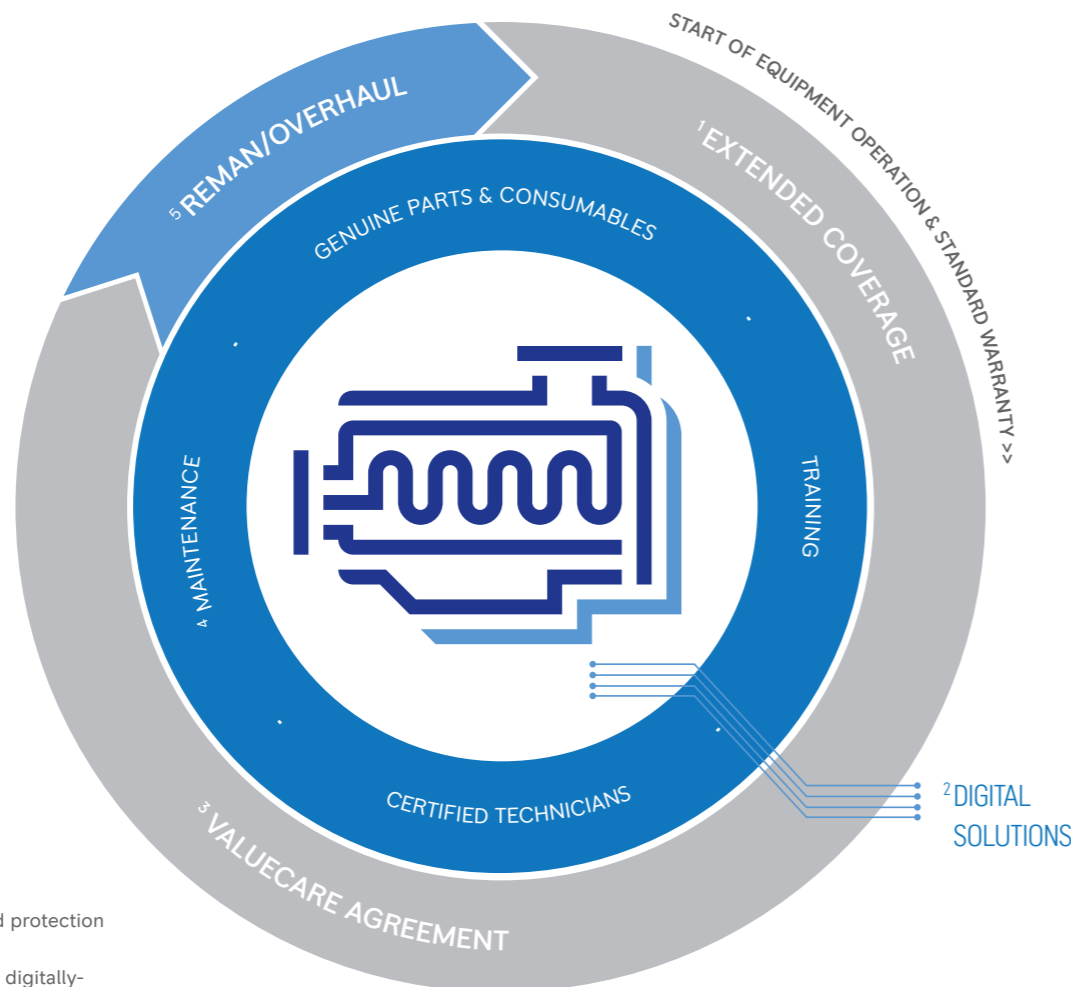 START OF EQUIPMENT OPERATION & STANDARD WARRANTY >>
1 EXTENDED COVERAGE
5 REMAN/OVERHAUL
GENUINE PARTS & CONSUMABLES
TRAINING
4 MAINTENANCE
CERTIFIED TECHNICIANS
2 DIGITAL
SOLUTIONS
3 VALUECARE AGREEMENT
protection
digitally-